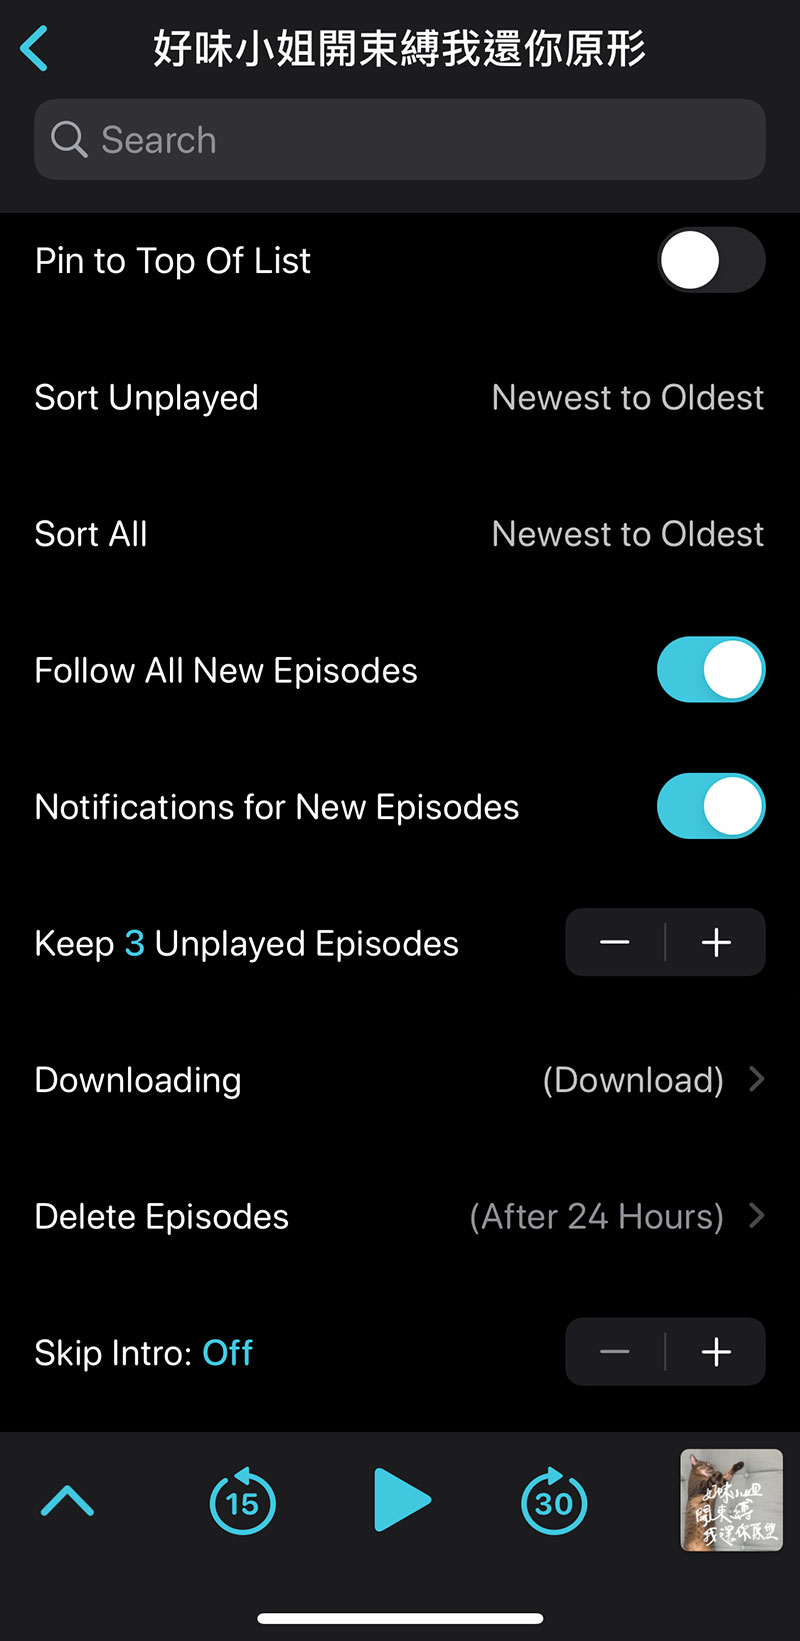 好味小姐開束縛我還你原形
Search
Pin to Top Of List
Sort Unplayed
Newest to Oldest
Sort All
Newest to Oldest
Follow All New Episodes
Notifications for New Episodes
Keep 3 Unplayed Episodes
Downloading
(Download)
Delete Episodes
(After 24 Hours)
Skip Intro: Off
15
30
好味小姐
開束縛
我還你原型